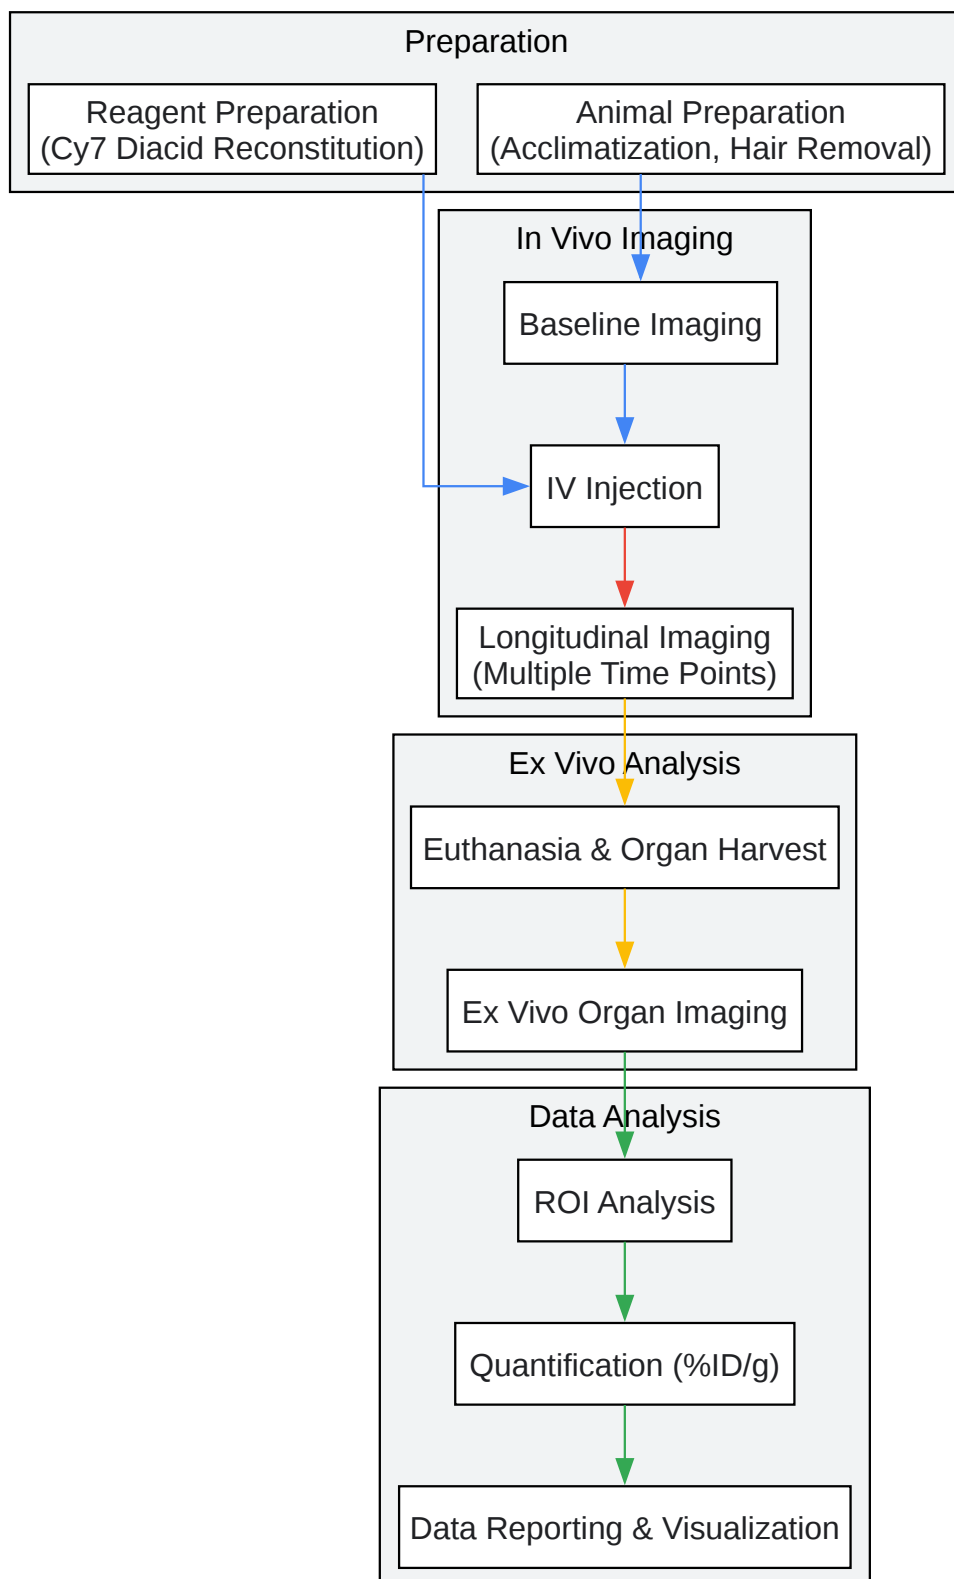 Preparation
Reagent Preparation
(Cy7 Diacid Reconstitution)
Animal Preparation
(Acclimatization, Hair Removal)
In Vivo Imaging
Baseline Imaging
IV Injection
Longitudinal Imaging
(Multiple Time Points)
Ex Vivo Analysis
Euthanasia & Organ Harvest
Ex Vivo Organ Imaging
Data Analysis
ROI Analysis
Quantification (%ID/g)
Data Reporting & Visualization